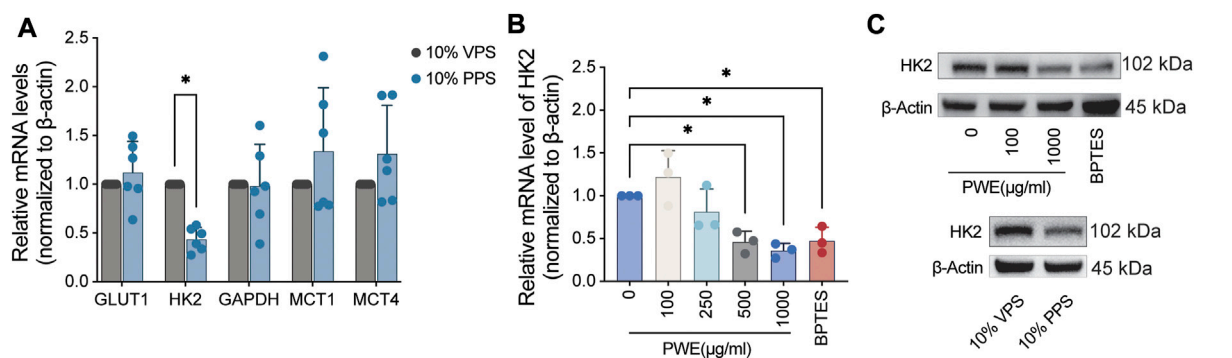 A
Relative mRNA levels
(normalized to β-actin)
2.5
2.0
1.5
1.0
0.5
0.0
*
10% VPS
10% PPS
GLUT1 HK2 GAPDH MCT1 MCT4
B
Relative mRNA level of HK2
(normalized to β-actin)
2.5
2.0
1.5
1.0
0.5
0.0
*
*
*
0 100 250 500 1000 BPTES
PWE(μg/ml)
C
HK2 102 kDa
β-Actin 45 kDa
0 100 1000 BPTES
PWE(μg/ml)
HK2 102 kDa
β-Actin 45 kDa
10% VPS 10% PPS